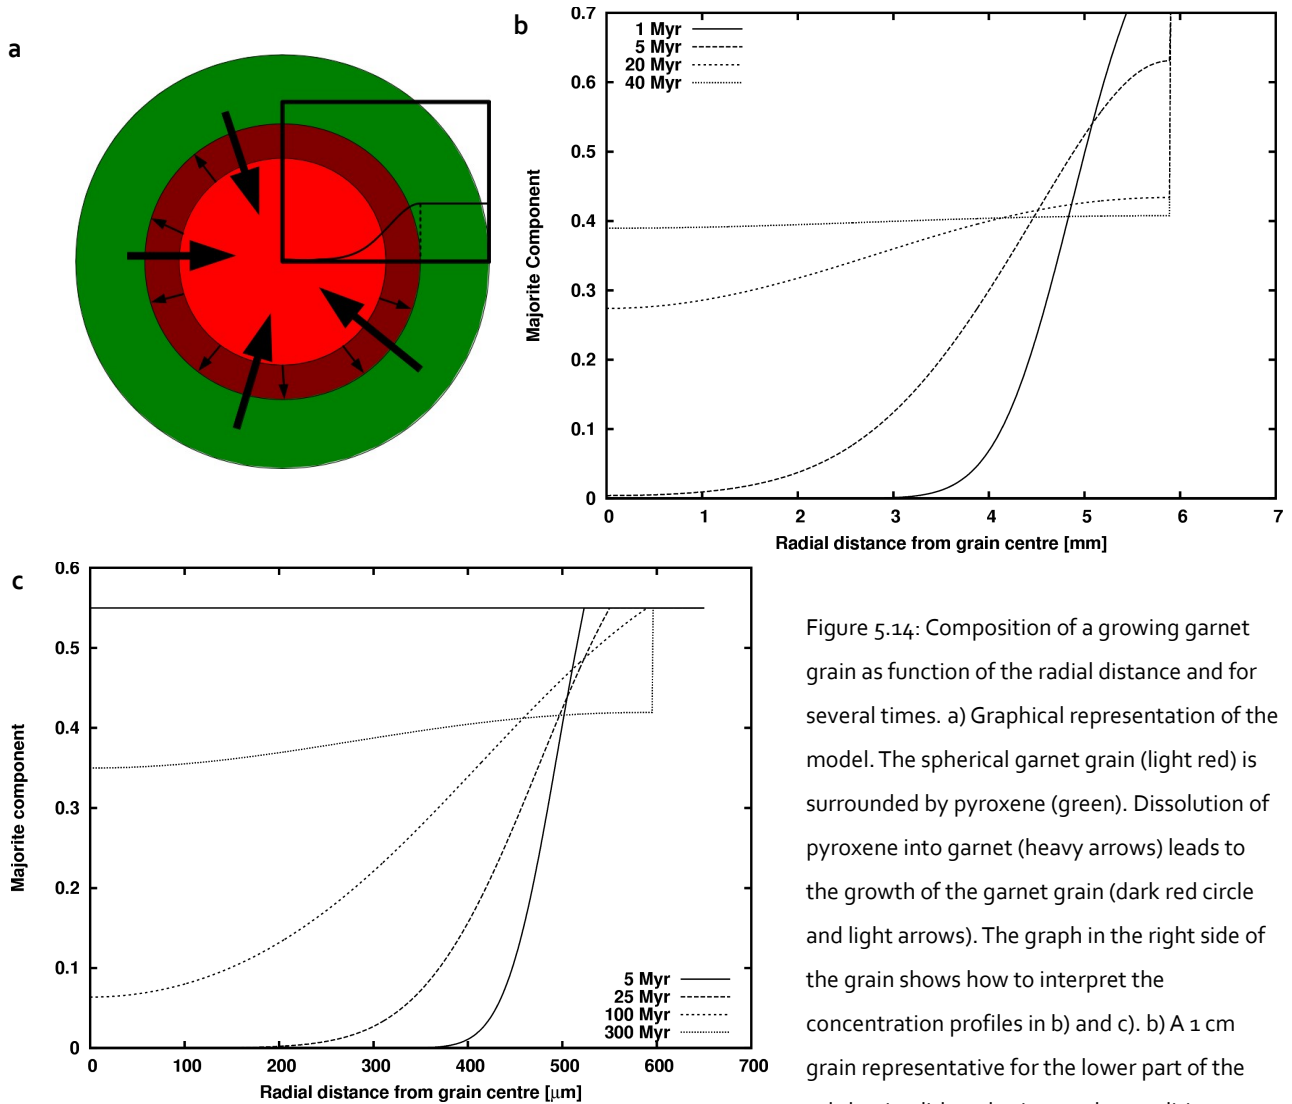 a
b
0.7
0.6
0.5
0.4
0.3
0.2
0.1
0
1 Myr
5 Myr
20 Myr
40 Myr
Majorite Component
0 1 2 3 4 5 6 7
Radial distance from grain centre [mm]
c
0.6
0.5
0.4
0.3
0.2
0.1
0
Majorite component
5 Myr
25 Myr
100 Myr
300 Myr
0 100 200 300 400 500 600 700
Radial distance from grain centre [µm]
Figure 5.14: Composition of a growing garnet
grain as function of the radial distance and for
several times. a) Graphical representation of the
model. The spherical garnet grain (light red) is
surrounded by pyroxene (green). Dissolution of
pyroxene into garnet (heavy arrows) leads to
the growth of the garnet grain (dark red circle
and light arrows). The graph in the right side of
the grain shows how to interpret the
concentration profiles in b) and c). b) A 1 cm
grain representative for the lower part of the